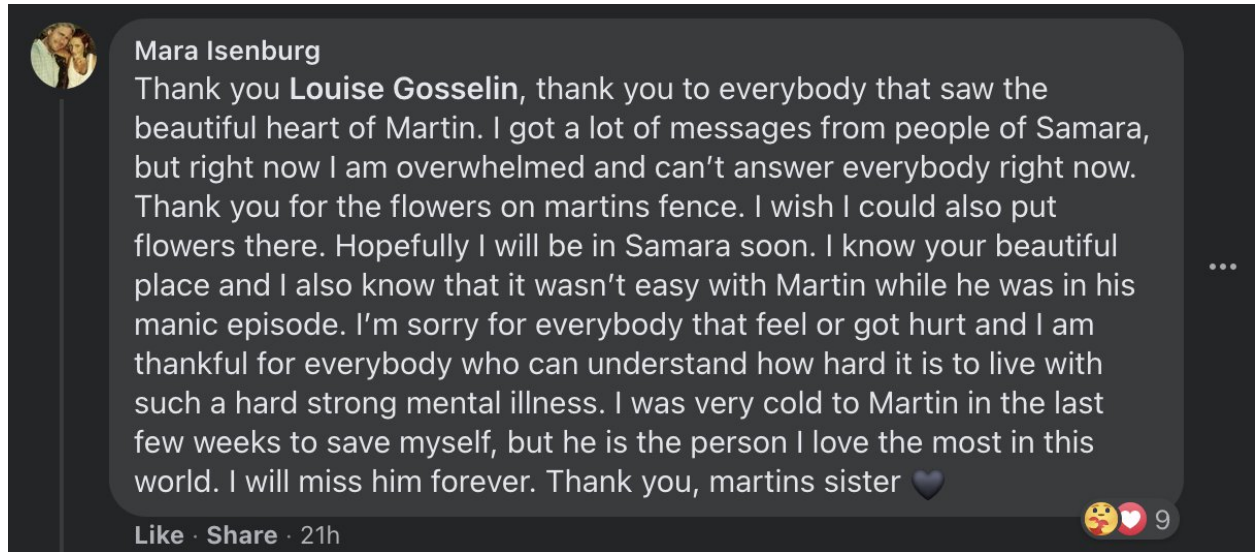 Mara Isenburg
Thank you Louise Gosselin, thank you to everybody that saw the
beautiful heart of Martin. I got a lot of messages from people of Samara,
but right now I am overwhelmed and can’t answer everybody right now.
Thank you for the flowers on martins fence. I wish I could also put
flowers there. Hopefully I will be in Samara soon. I know your beautiful
place and I also know that it wasn’t easy with Martin while he was in his
manic episode. I’m sorry for everybody that feel or got hurt and I am
thankful for everybody who can understand how hard it is to live with
such a hard strong mental illness. I was very cold to Martin in the last
few weeks to save myself, but he is the person I love the most in this
world. I will miss him forever. Thank you, martins sister 🖤
9
Like · Share · 21h